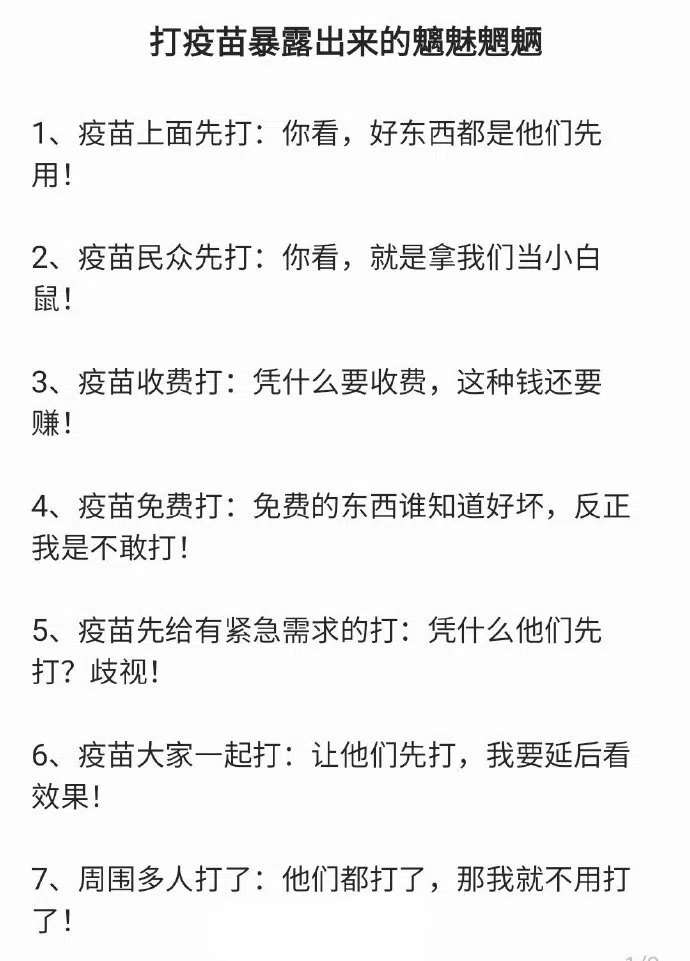 打疫苗暴露出来的魑魅魍魉
1、疫苗上面先打：你看，好东西都是他们先
用！
2、疫苗民众先打：你看，就是拿我们当小白
鼠！
3、疫苗收费打：凭什么要收费，这种钱还要
赚！
4、疫苗免费打：免费的东西谁知道好坏，反正
我是不敢打！
5、疫苗先给有紧急需求的打：凭什么他们先
打？歧视！
6、疫苗大家一起打：让他们先打，我要延后看
效果！
7、周围多人打了：他们都打了，那我就不用打
了！